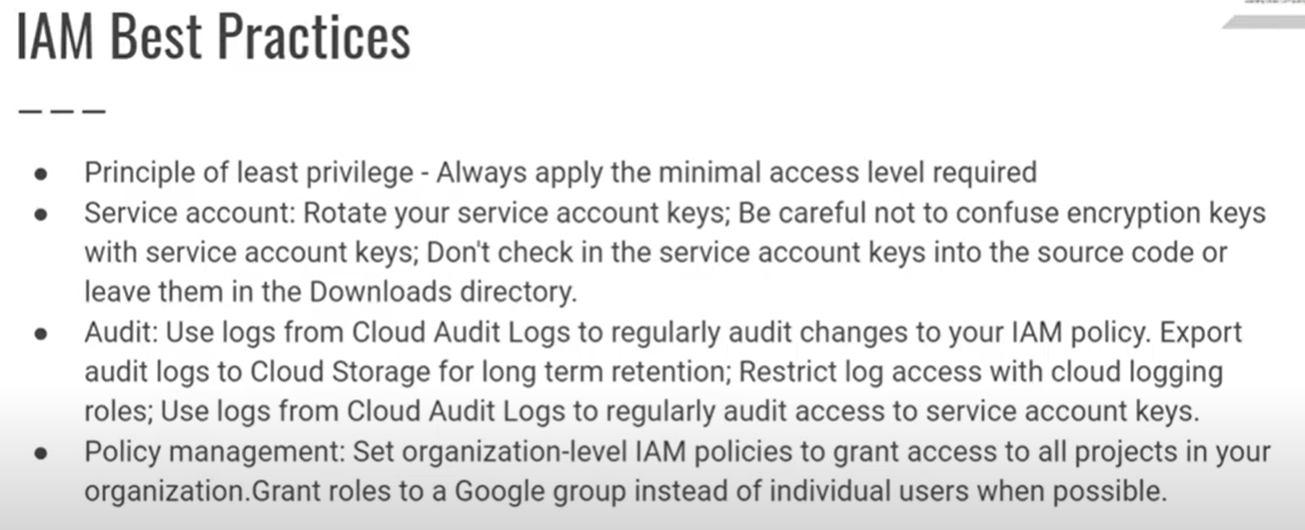 IAM Best Practices
– – –
● Principle of least privilege - Always apply the minimal access level required
● Service account: Rotate your service account keys; Be careful not to confuse encryption keys
with service account keys; Don't check in the service account keys into the source code or
leave them in the Downloads directory.
● Audit: Use logs from Cloud Audit Logs to regularly audit changes to your IAM policy. Export
audit logs to Cloud Storage for long term retention; Restrict log access with cloud logging
roles; Use logs from Cloud Audit Logs to regularly audit access to service account keys.
● Policy management: Set organization-level IAM policies to grant access to all projects in your
organization.Grant roles to a Google group instead of individual users when possible.